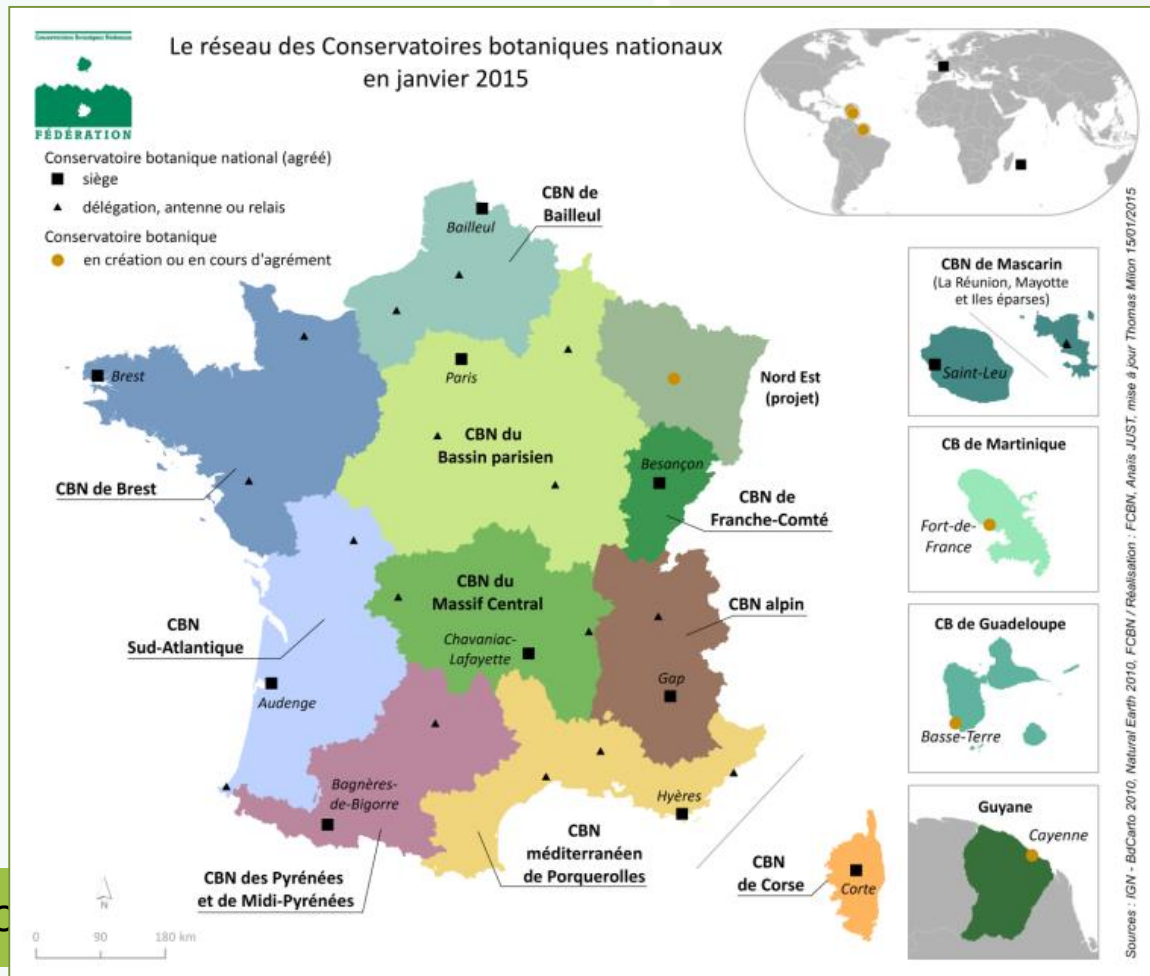 Conservatoires Botaniques Nationaux
FÉDÉRATION
Le réseau des Conservatoires botaniques nationaux
en janvier 2015
Conservatoire botanique national (agréé)
siège
délégation, antenne ou relais
Conservatoire botanique
en création ou en cours d'agrément
CBN de
Bailleul
Bailleul
Brest
Paris
Nord Est
(projet)
CBN du
Bassin parisien
Besançon
CBN de Brest
CBN de
Franche-Comté
CBN du
Massif Central
CBN alpin
CBN
Sud-Atlantique
Chavaniac-
Lafayette
Audenge
Gap
Bagnères-
de-Bigorre
Hyères
CBN
méditerranéen
de Porquerolles
CBN des Pyrénées
et de Midi-Pyrénées
CBN
de Corse
Corte
CBN de Mascarin
(La Réunion, Mayotte
et Iles éparses)
Saint-Leu
CB de Martinique
Fort-de-
France
CB de Guadeloupe
Basse-Terre
Guyane
Cayenne
N
0 90 180 km
Sources : IGN - BdCarto 2010, Natural Earth 2010, FCBN / Réalisation : FCBN, Anaïs JUST, mise à jour Thomas Milon 15/01/2015